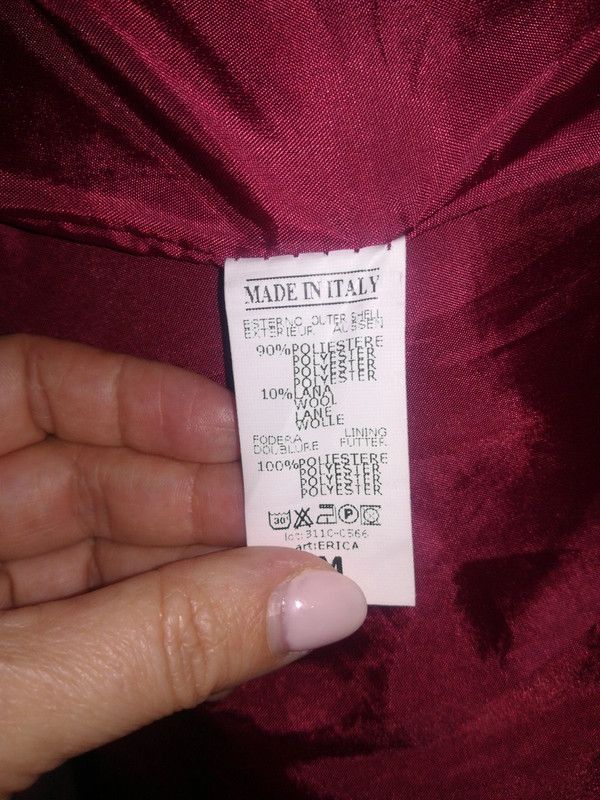 MADE IN ITALY
ESTERNO OUTER SHELL
EXTERIEUR AUSSEN
90% POLIESTERE
POLYESTER
POLYESTER
POLYESTER
10% LANA
WOOL
LANE
WOLLE
FODERA LINING
DOUBLURE FUTTER
100% POLIESTERE
POLYESTER
POLYESTER
POLYESTER
30 P
art:ERICA
M